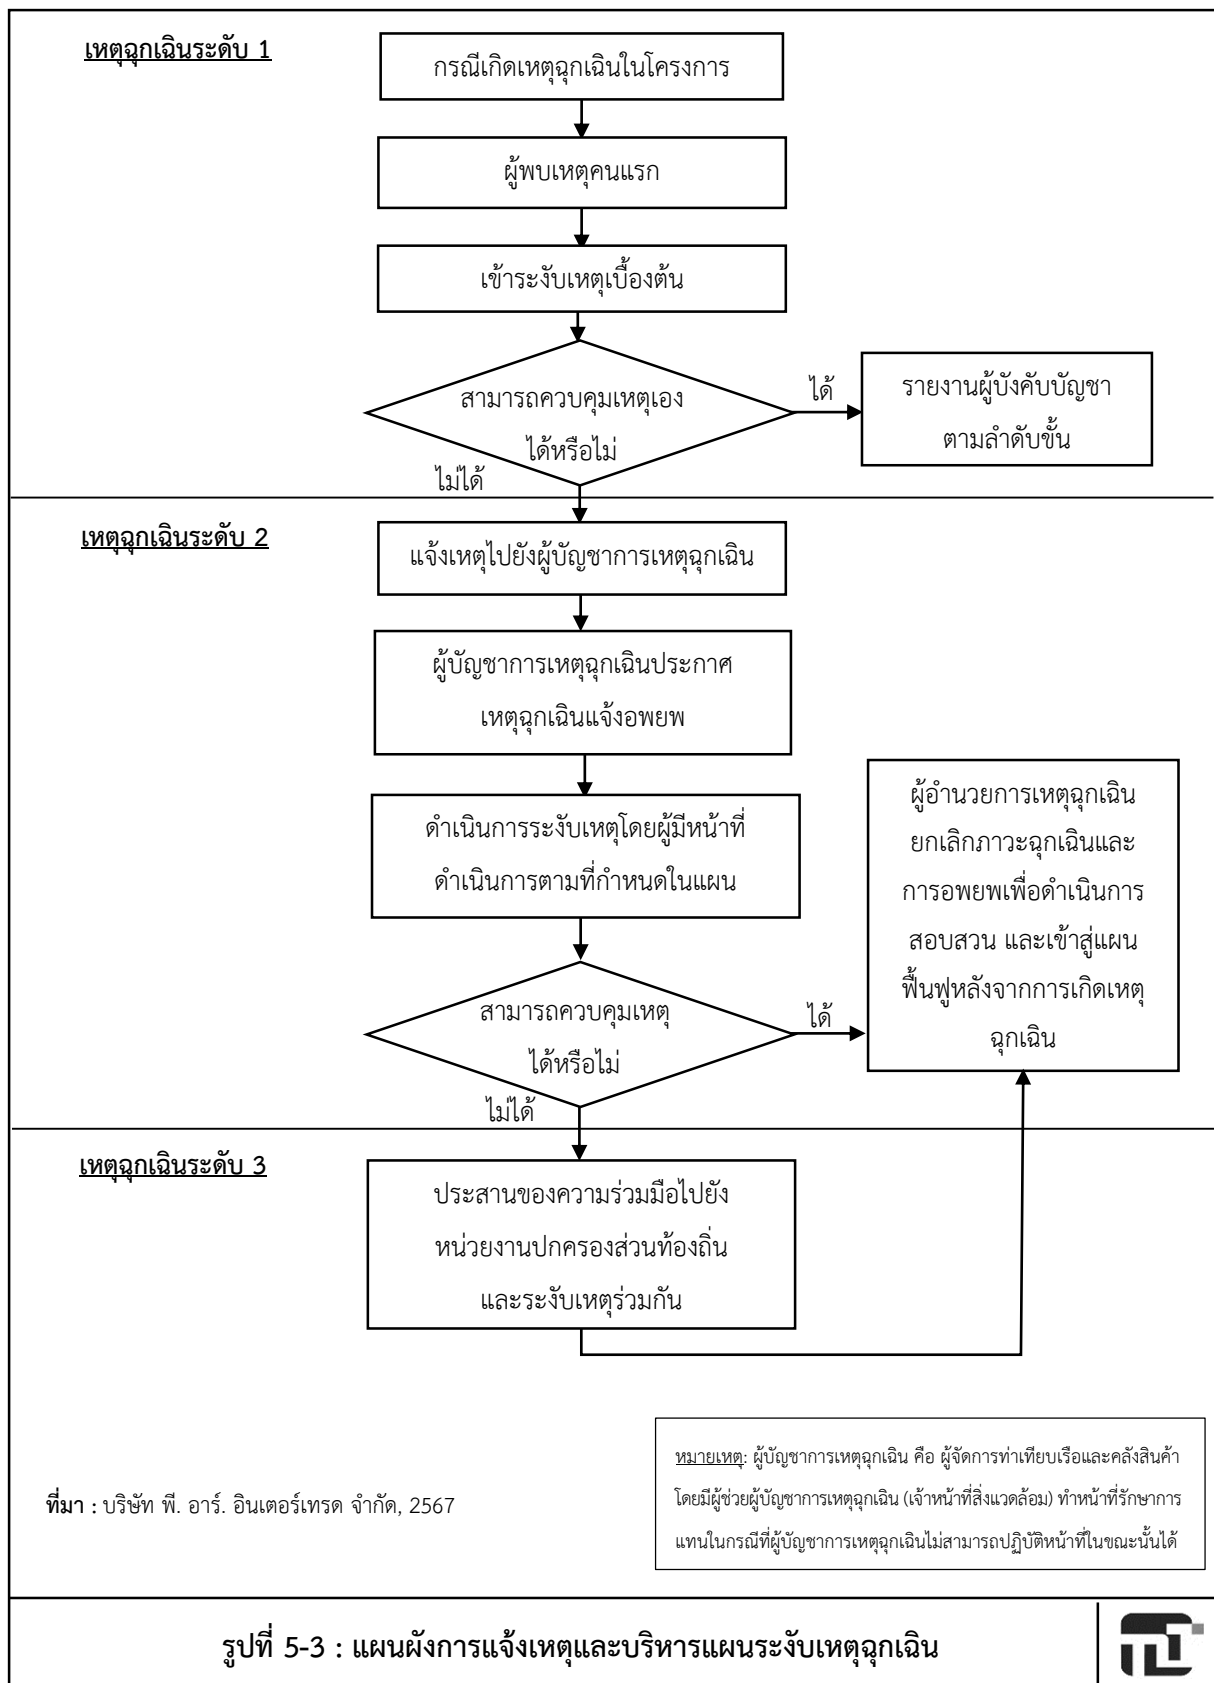 เหตุฉุกเฉินระดับ 1
กรณีเกิดเหตุฉุกเฉินในโครงการ
ผู้พบเหตุคนแรก
เข้าระงับเหตุเบื้องต้น
สามารถควบคุมเหตุเอง
ได้หรือไม่
ได้
รายงานผู้บังคับบัญชา
ตามลำดับขั้น
ไม่ได้
เหตุฉุกเฉินระดับ 2
แจ้งเหตุไปยังผู้บัญชาการเหตุฉุกเฉิน
ผู้บัญชาการเหตุฉุกเฉินประกาศ
เหตุฉุกเฉินแจ้งอพยพ
ดำเนินการระงับเหตุโดยผู้มีหน้าที่
ดำเนินการตามที่กำหนดในแผน
สามารถควบคุมเหตุ
ได้หรือไม่
ได้
ผู้อำนวยการเหตุฉุกเฉิน
ยกเลิกภาวะฉุกเฉินและ
การอพยพเพื่อดำเนินการ
สอบสวน และเข้าสู่แผน
ฟื้นฟูหลังจากการเกิดเหตุ
ฉุกเฉิน
ไม่ได้
เหตุฉุกเฉินระดับ 3
ประสานของความร่วมมือไปยัง
หน่วยงานปกครองส่วนท้องถิ่น
และระงับเหตุร่วมกัน
หมายเหตุ: ผู้บัญชาการเหตุฉุกเฉิน คือ ผู้จัดการท่าเทียบเรือและคลังสินค้า
โดยมีผู้ช่วยผู้บัญชาการเหตุฉุกเฉิน (เจ้าหน้าที่สิ่งแวดล้อม) ทำหน้าที่รักษาการ
แทนในกรณีที่ผู้บัญชาการเหตุฉุกเฉินไม่สามารถปฏิบัติหน้าที่ในขณะนั้นได้
ที่มา : บริษัท พี. อาร์. อินเตอร์เทรด จำกัด, 2567
รูปที่ 5-3 : แผนผังการแจ้งเหตุและบริหารแผนระงับเหตุฉุกเฉิน